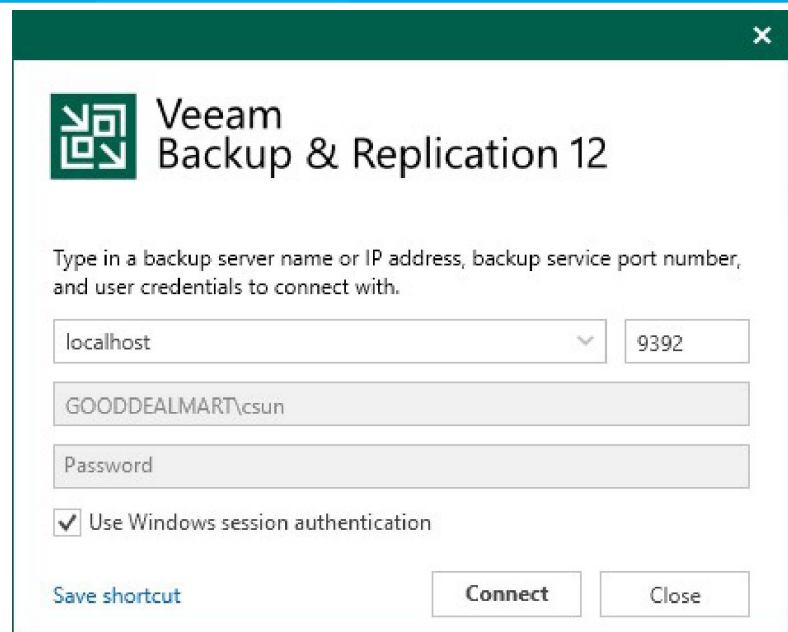 Veeam
Backup & Replication 12
Type in a backup server name or IP address, backup service port number,
and user credentials to connect with.
localhost
9392
GOODDEALMART\csun
Password
Use Windows session authentication
Save shortcut
Connect
Close